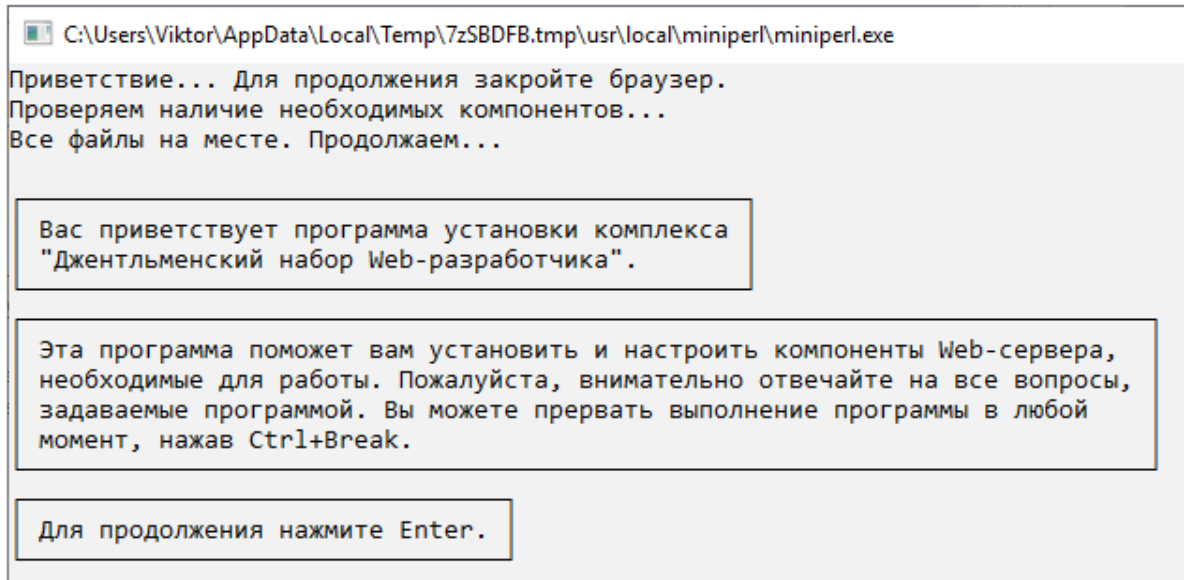 C:\Users\Viktor\AppData\Local\Temp\7zSBDFB.tmp\usr\local\miniperl\miniperl.exe
Приветствие... Для продолжения закройте браузер.
Проверяем наличие необходимых компонентов...
Все файлы на месте. Продолжаем...
Вас приветствует программа установки комплекса
"Джентльменский набор Web-разработчика".
Эта программа поможет вам установить и настроить компоненты Web-сервера,
необходимые для работы. Пожалуйста, внимательно отвечайте на все вопросы,
задаваемые программой. Вы можете прервать выполнение программы в любой
момент, нажав Ctrl+Break.
Для продолжения нажмите Enter.